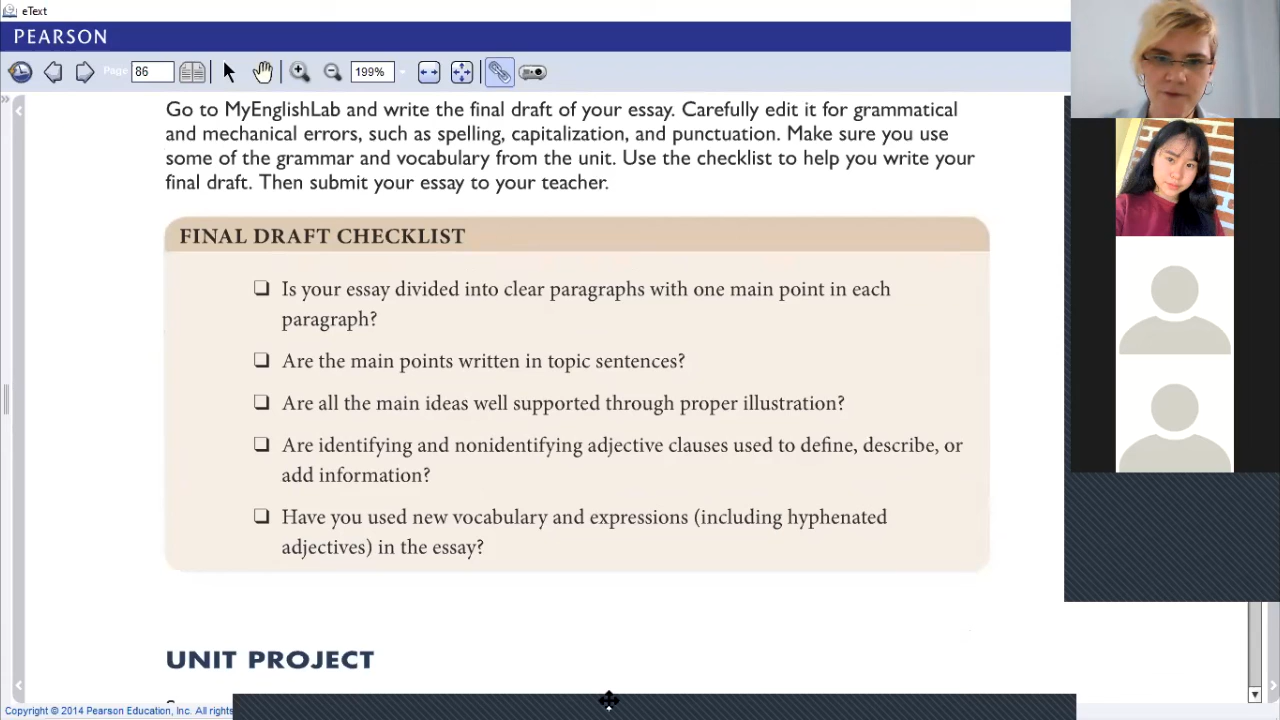 eText
PEARSON
Page 86
199%
Go to MyEnglishLab and write the final draft of your essay. Carefully edit it for grammatical
and mechanical errors, such as spelling, capitalization, and punctuation. Make sure you use
some of the grammar and vocabulary from the unit. Use the checklist to help you write your
final draft. Then submit your essay to your teacher.
FINAL DRAFT CHECKLIST
❑ Is your essay divided into clear paragraphs with one main point in each
paragraph?
❑ Are the main points written in topic sentences?
❑ Are all the main ideas well supported through proper illustration?
❑ Are identifying and nonidentifying adjective clauses used to define, describe, or
add information?
❑ Have you used new vocabulary and expressions (including hyphenated
adjectives) in the essay?
UNIT PROJECT
Copyright © 2014 Pearson Education, Inc. All rights